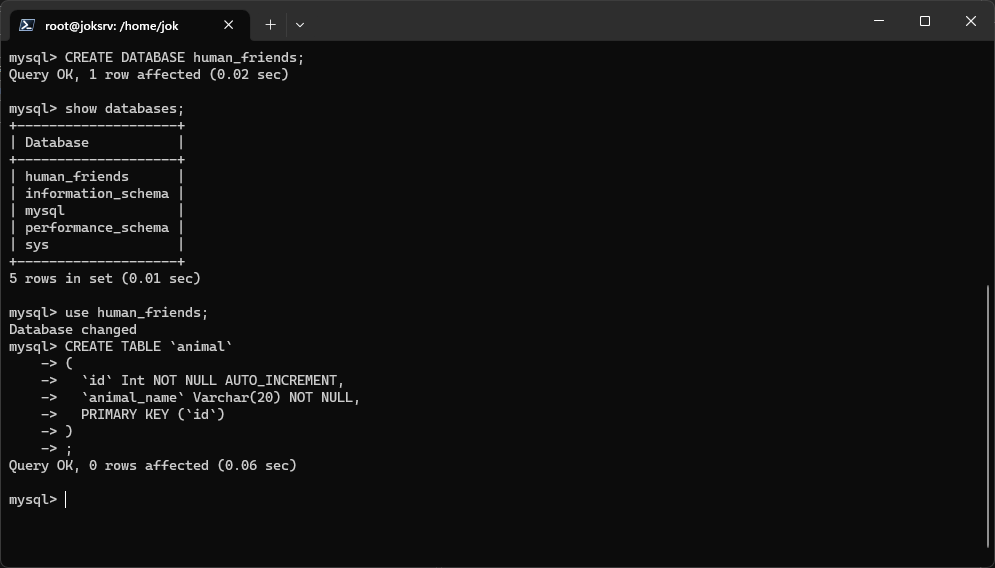 root@joksrv: /home/jok
mysql> CREATE DATABASE human_friends;
Query OK, 1 row affected (0.02 sec)
mysql> show databases;
+--------------------+
| Database           |
+--------------------+
| human_friends      |
| information_schema |
| mysql              |
| performance_schema |
| sys                |
+--------------------+
5 rows in set (0.01 sec)
mysql> use human_friends;
Database changed
mysql> CREATE TABLE `animal`
    -> (
    ->   `id` Int NOT NULL AUTO_INCREMENT,
    ->   `animal_name` Varchar(20) NOT NULL,
    ->   PRIMARY KEY (`id`)
    -> )
    -> ;
Query OK, 0 rows affected (0.06 sec)
mysql>